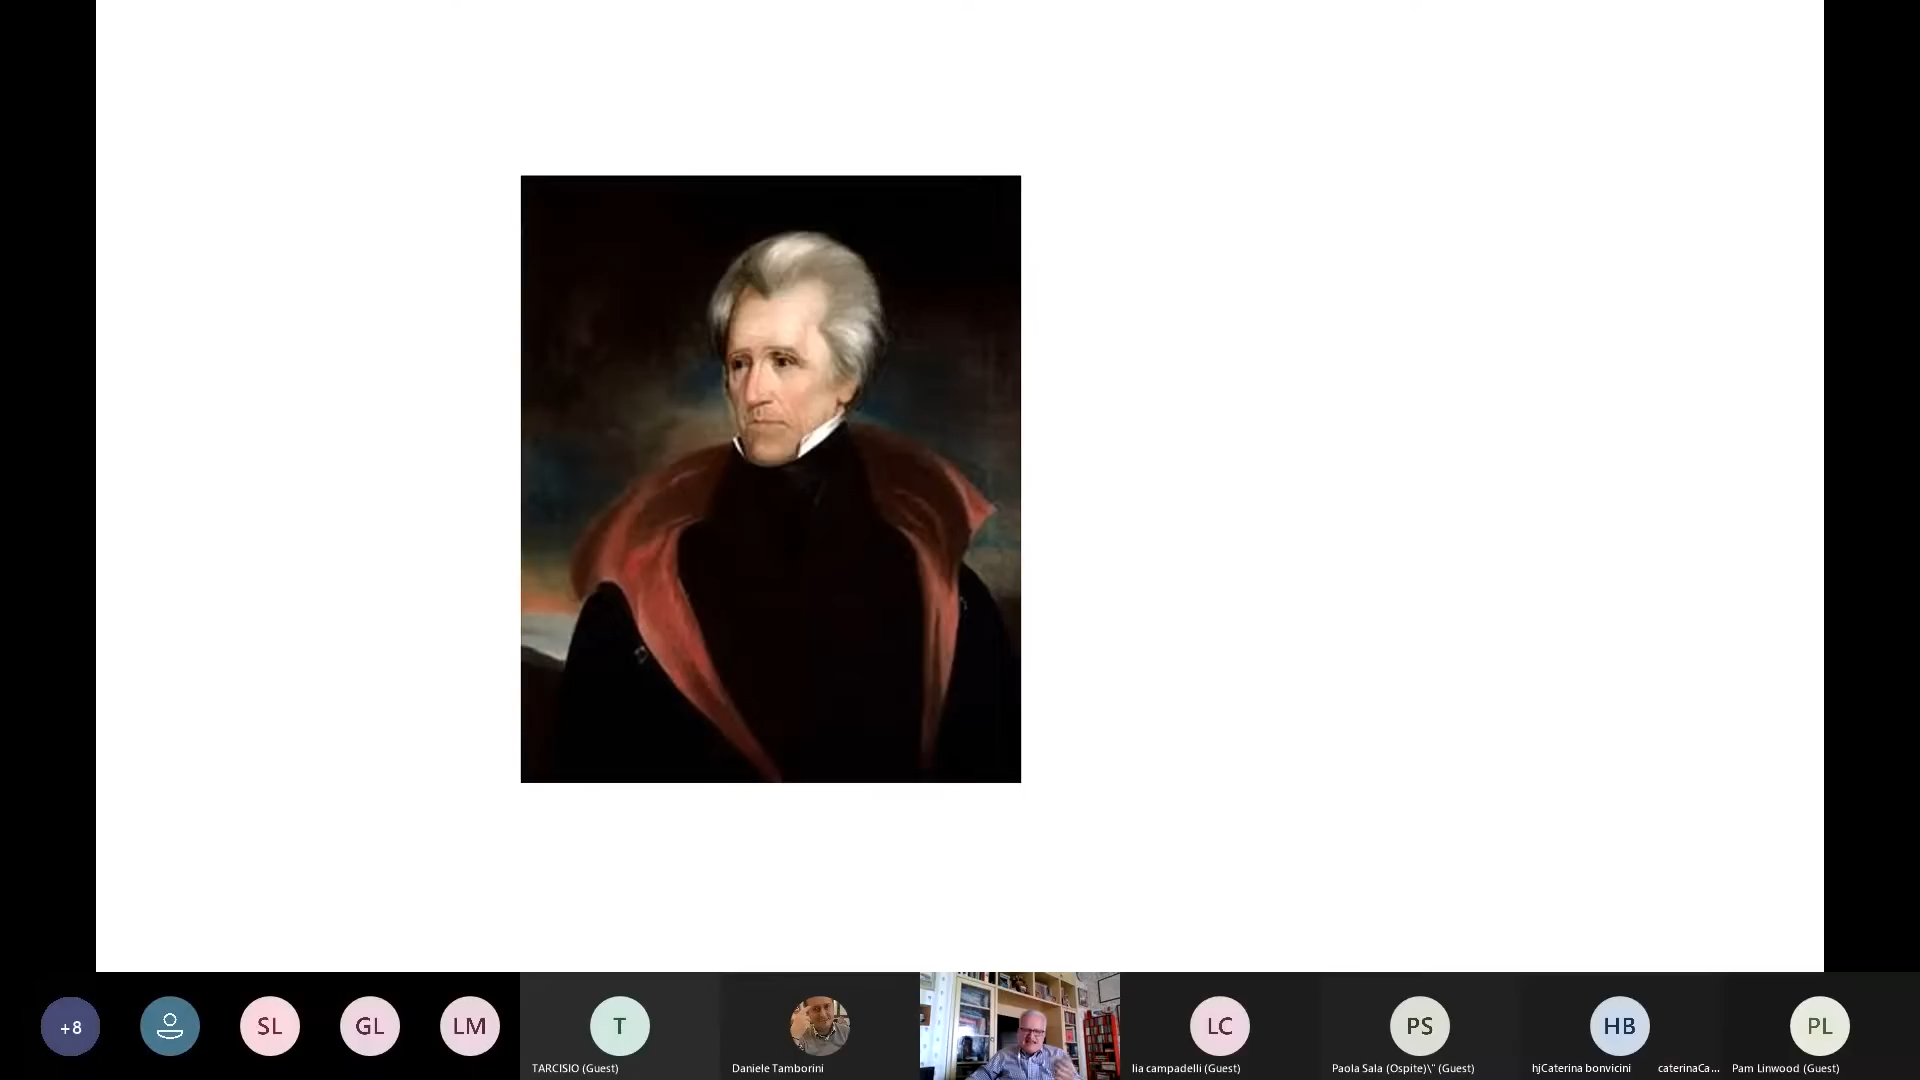 +8
SL
GL
LM
T
TARCISIO (Guest)
Daniele Tamborini
LC
lia campadelli (Guest)
PS
Paola Sala (Ospite)\" (Guest)
HB
hjCaterina bonvicini caterinaCa...
PL
Pam Linwood (Guest)